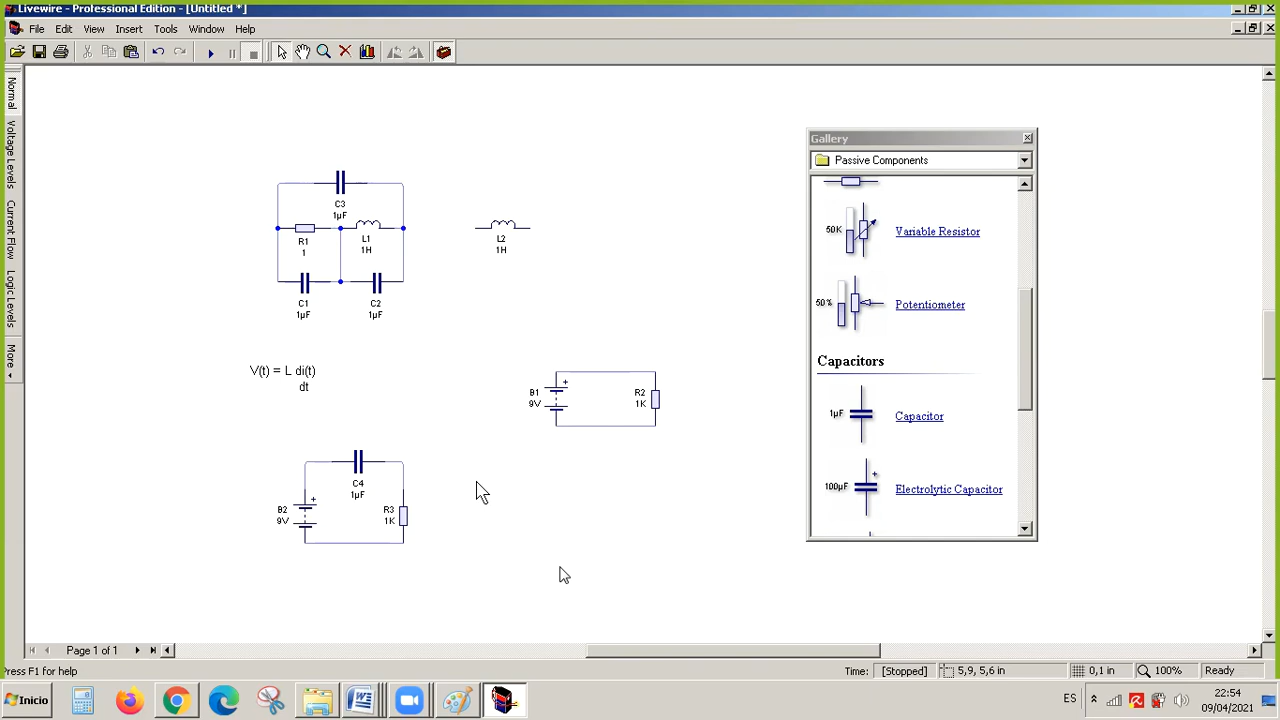 Livewire - Professional Edition - [Untitled *]
File Edit View Insert Tools Window Help
Normal
Voltage Levels
Current Flow
Logic Levels
More
C3
1µF
R1
1
L1
1H
C1
1µF
C2
1µF
L2
1H
V(t) = L di(t)
dt
B1
9V
+
R2
1K
C4
1µF
B2
9V
+
R3
1K
Gallery
Passive Components
50K
Variable Resistor
50%
Potentiometer
Capacitors
1µF
Capacitor
100µF
+
Electrolytic Capacitor
Page 1 of 1
Press F1 for help
Time: [Stopped] 5,9, 5,6 in 0,1 in 100% Ready
Inicio
ES
22:54
09/04/2021